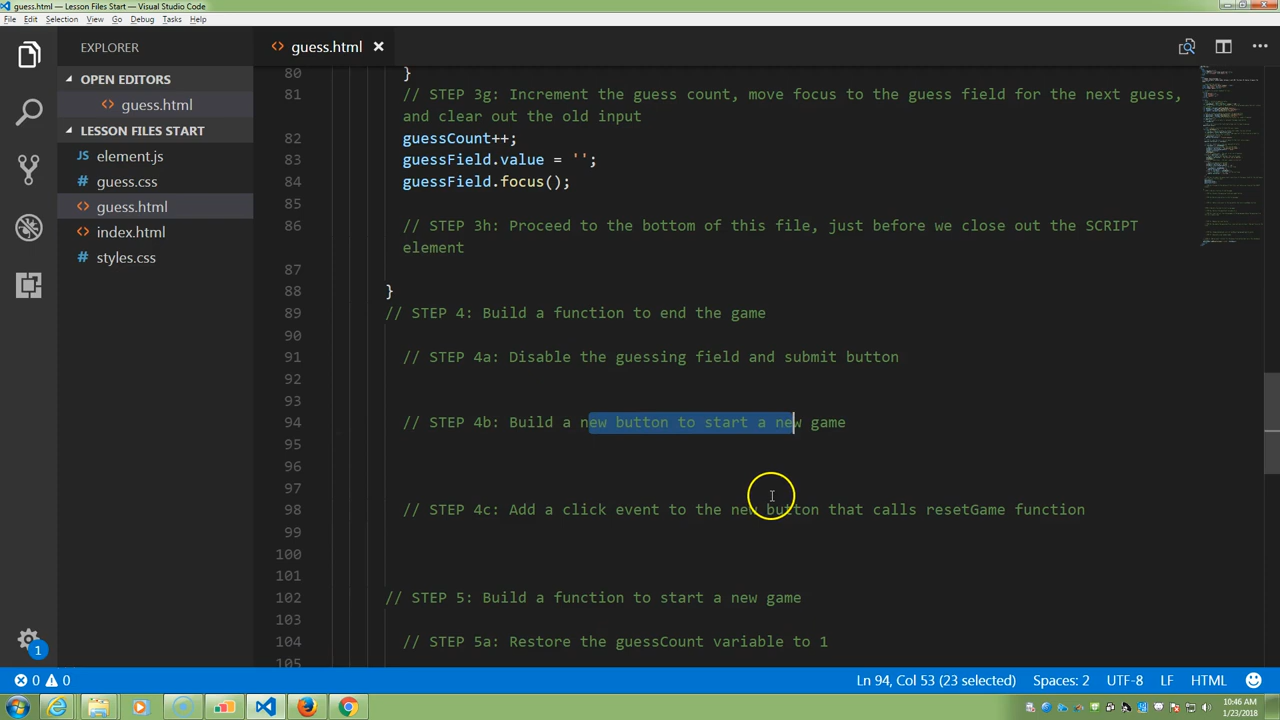 guess.html — Lesson Files Start — Visual Studio Code
File Edit Selection View Go Debug Tasks Help
EXPLORER
OPEN EDITORS
guess.html
LESSON FILES START
JS element.js
# guess.css
guess.html
index.html
# styles.css
guess.html
80 }
81 // STEP 3g: Increment the guess count, move focus to the guess field for the next guess,
and clear out the old input
82 guessCount++;
83 guessField.value = '';
84 guessField.focus();
85
86 // STEP 3h: Proceed to the bottom of this file, just before we close out the SCRIPT
element
87
88 }
89 // STEP 4: Build a function to end the game
90
91 // STEP 4a: Disable the guessing field and submit button
92
93
94 // STEP 4b: Build a new button to start a new game
95
96
97
98 // STEP 4c: Add a click event to the new button that calls resetGame function
99
100
101
102 // STEP 5: Build a function to start a new game
103
104 // STEP 5a: Restore the guessCount variable to 1
105
1
0 0
Ln 94, Col 53 (23 selected) Spaces: 2 UTF-8 LF HTML
10:46 AM
1/23/2018